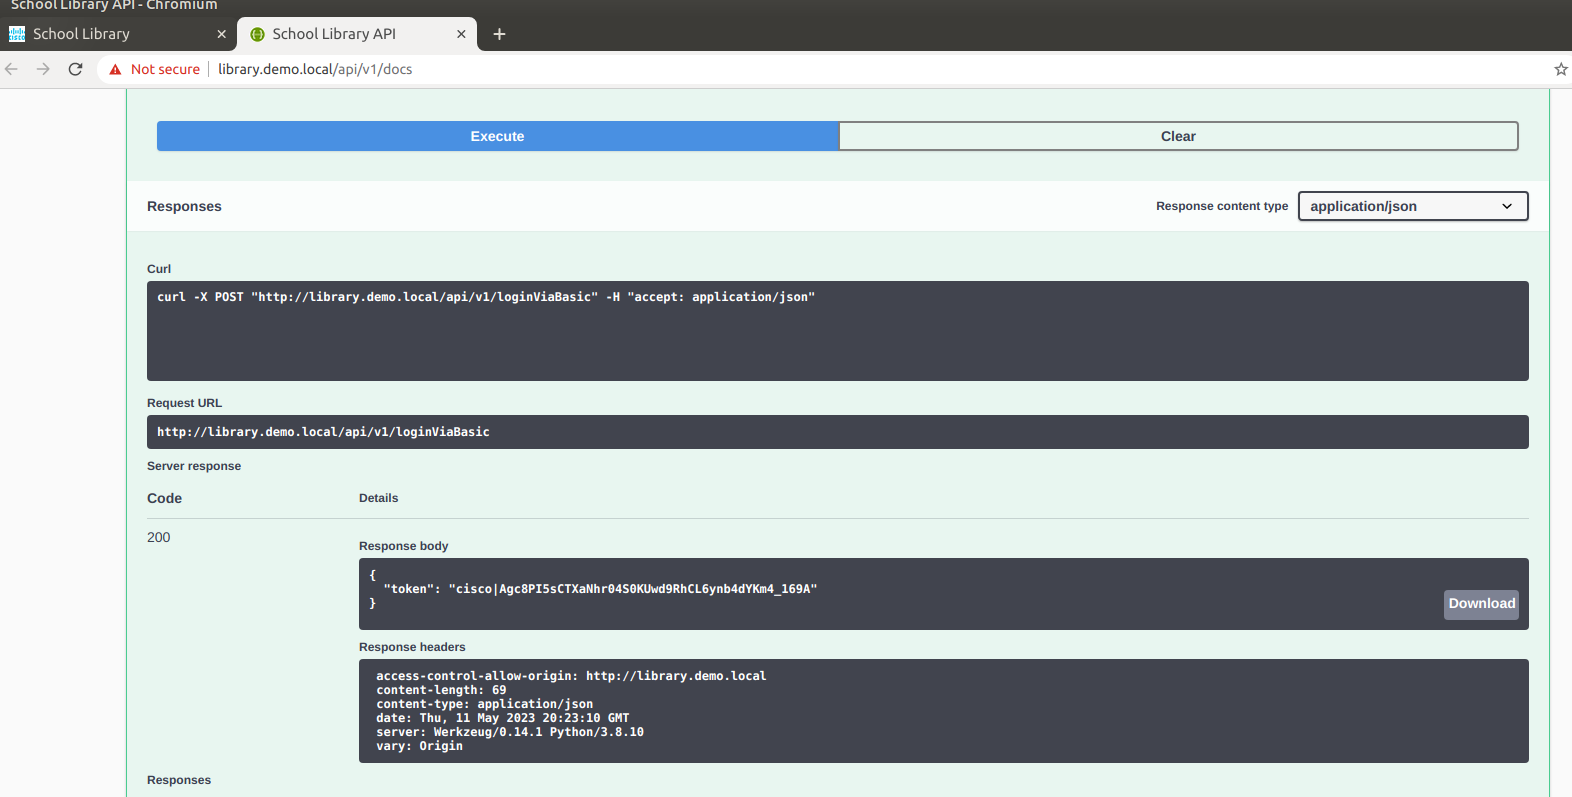 School Library API - Chromium
School Library
School Library API
Not secure
library.demo.local/api/v1/docs
Execute
Clear
Responses
Response content type
application/json
Curl
curl -X POST "http://library.demo.local/api/v1/loginViaBasic" -H "accept: application/json"
Request URL
http://library.demo.local/api/v1/loginViaBasic
Server response
Code
Details
200
Response body
{
"token": "cisco|Agc8PI5sCTXaNhr04S0KUwd9RhCL6ynb4dYKm4_169A"
}
Download
Response headers
access-control-allow-origin: http://library.demo.local
content-length: 69
content-type: application/json
date: Thu, 11 May 2023 20:23:10 GMT
server: Werkzeug/0.14.1 Python/3.8.10
vary: Origin
Responses